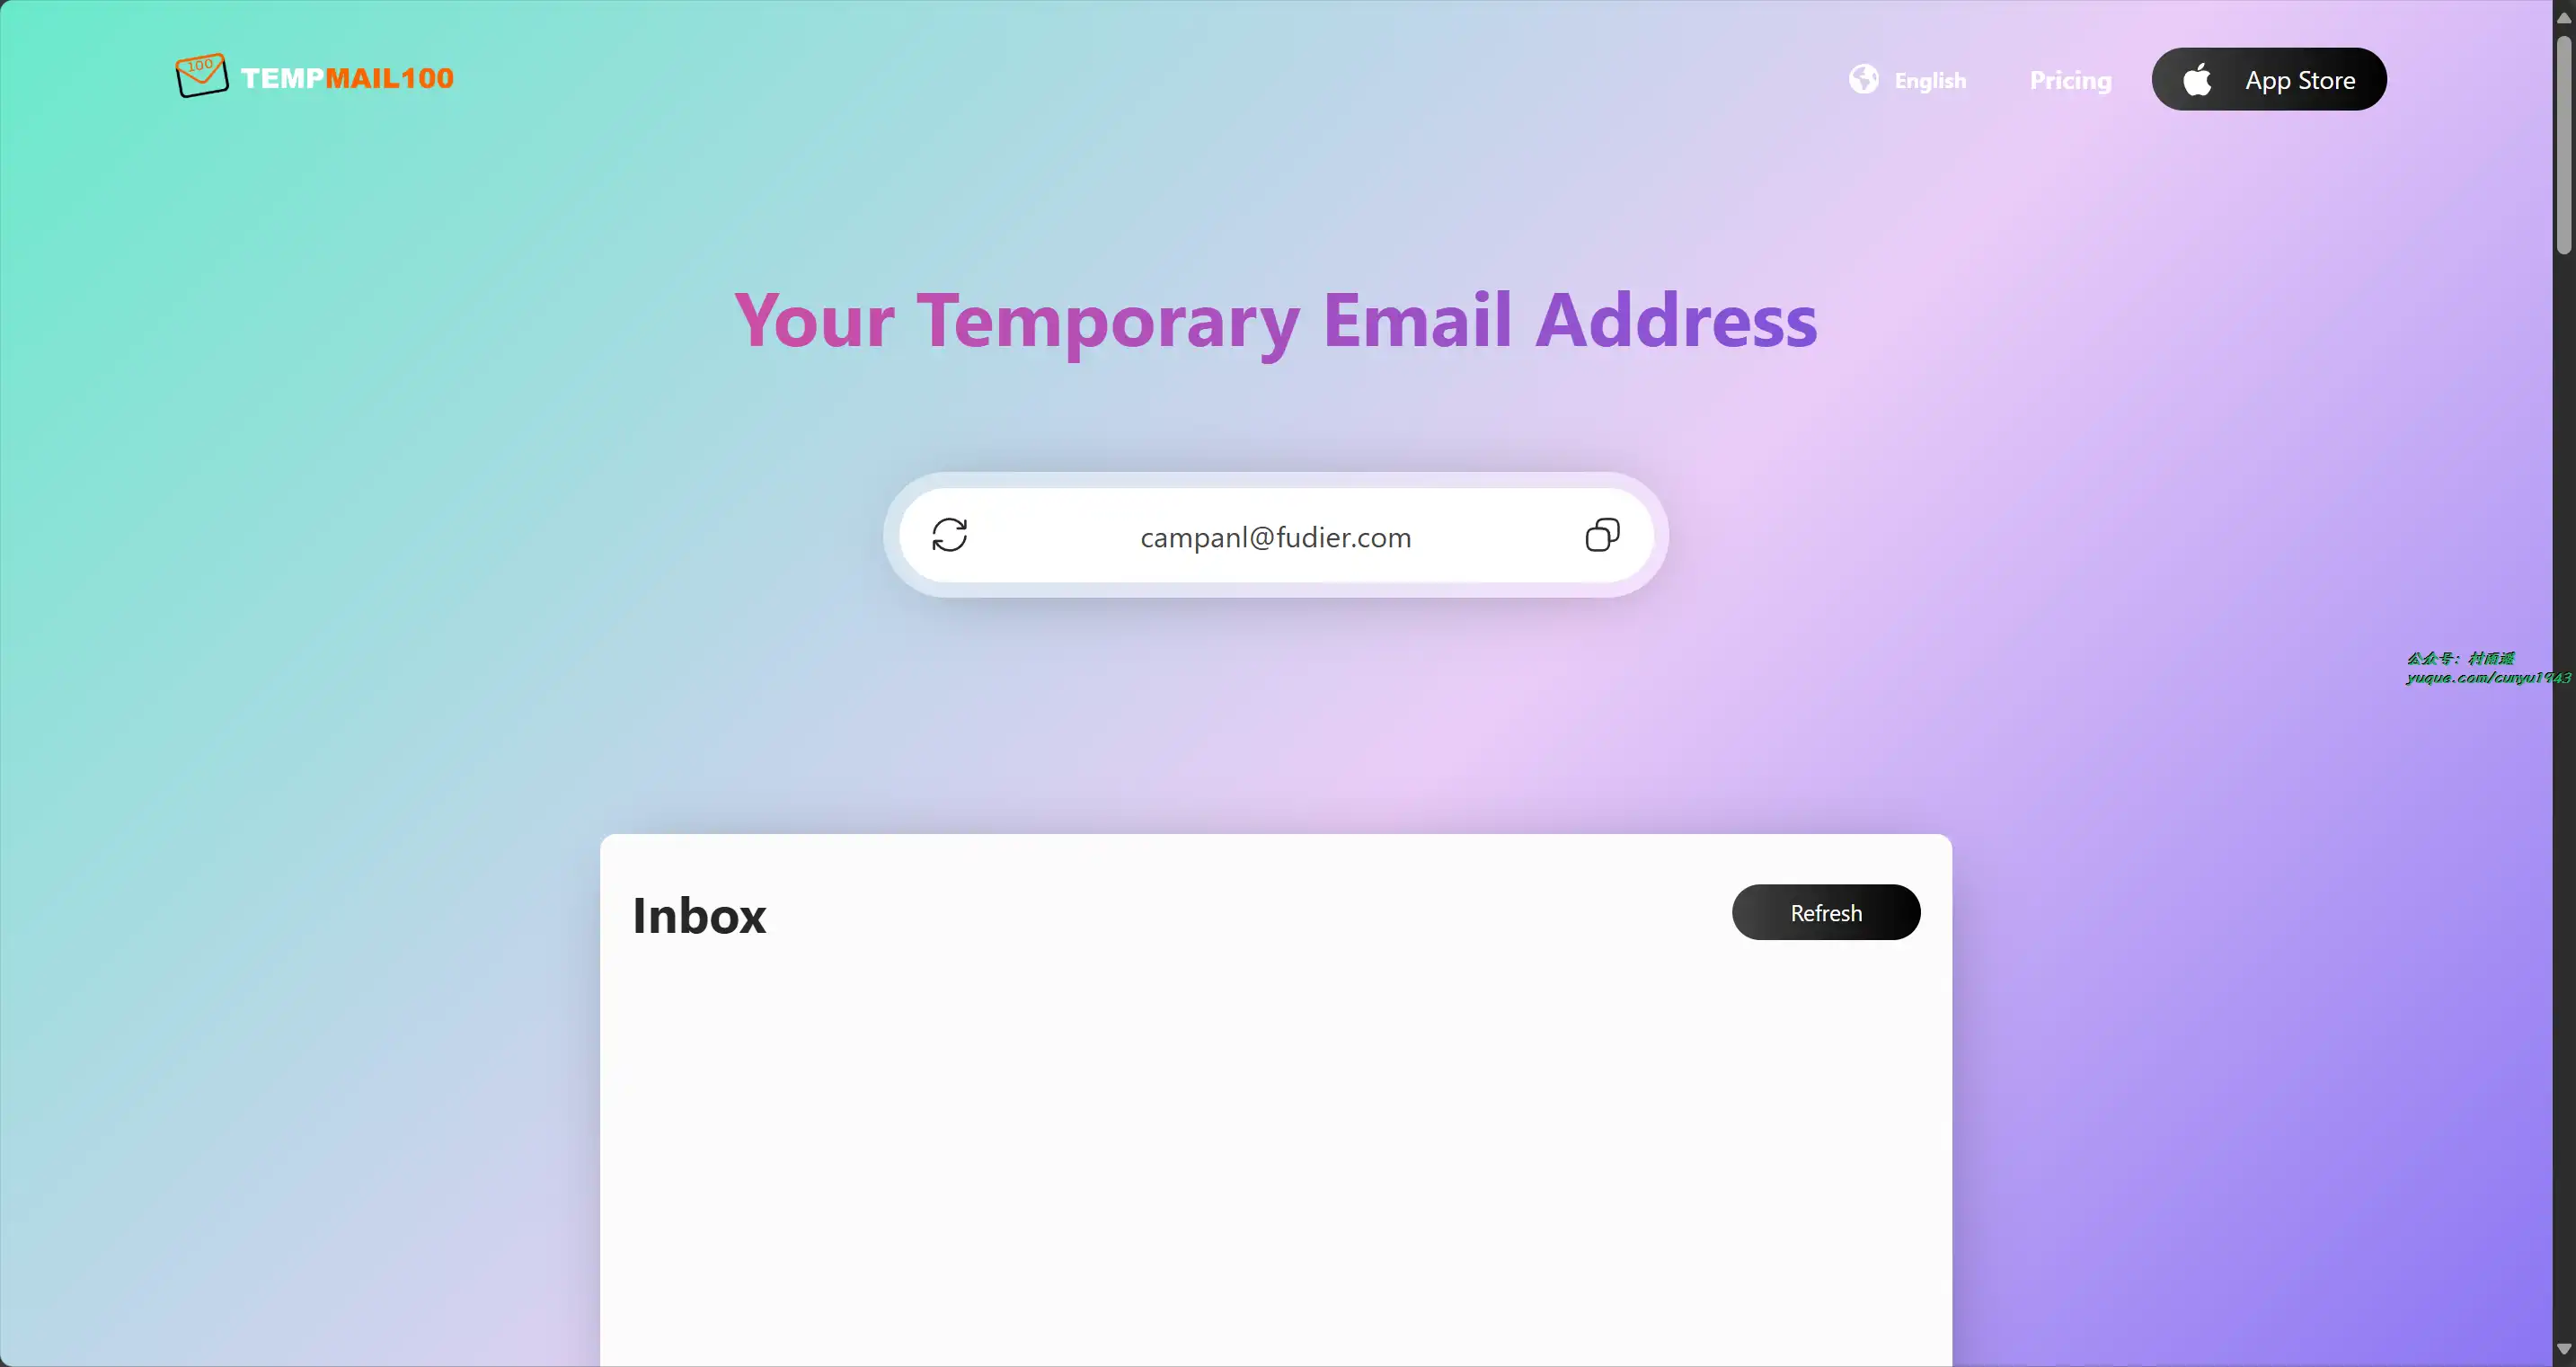 100 TEMPMAIL100
English Pricing App Store
Your Temporary Email Address
campanl@fudier.com
公众号：村雨遥
yuque.com/cunyu1943
Inbox
Refresh